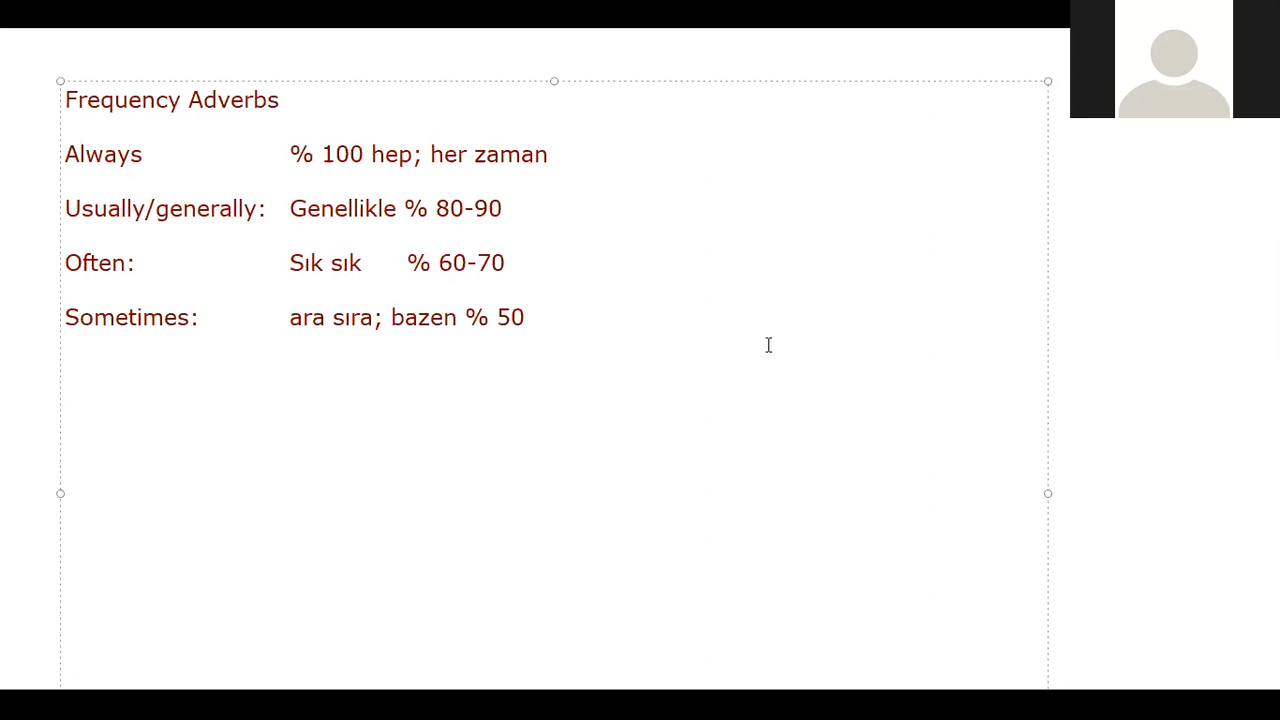 Frequency Adverbs
Always % 100 hep; her zaman
Usually/generally: Genellikle % 80-90
Often: Sık sık % 60-70
Sometimes: ara sıra; bazen % 50